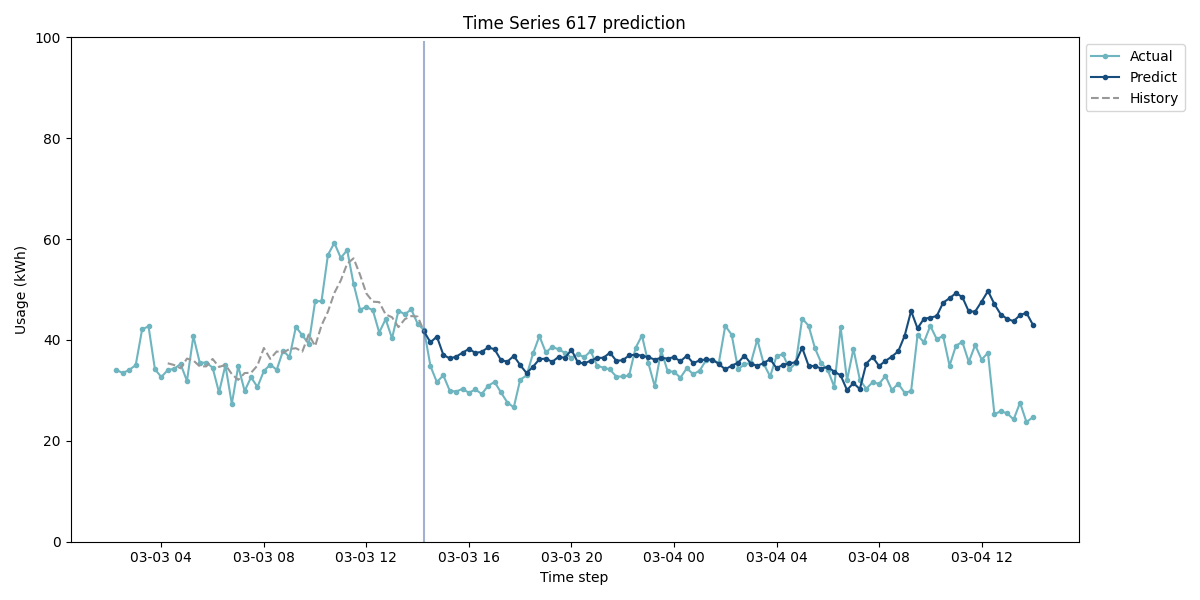 Time Series 617 prediction
100
80
60
40
20
0
Usage (kWh)
03-03 04
03-03 08
03-03 12
03-03 16
03-03 20
03-04 00
03-04 04
03-04 08
03-04 12
Time step
Actual
Predict
History